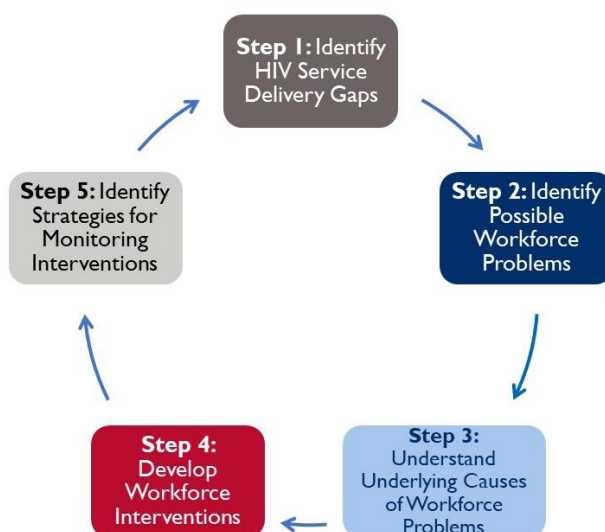 Step 1: Identify
HIV Service
Delivery Gaps
Step 2: Identify
Possible
Workforce
Problems
Step 3:
Understand
Underlying Causes
of Workforce
Problems
Step 4:
Develop
Workforce
Interventions
Step 5: Identify
Strategies for
Monitoring
Interventions